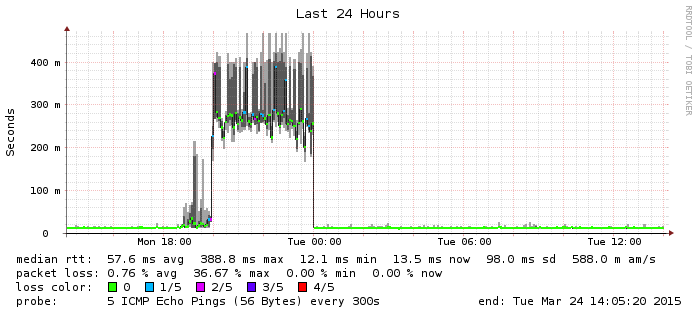 Last 24 Hours
RRDTOOL / TOBI OETIKER
Seconds
400 m
300 m
200 m
100 m
0
Mon 18:00 Tue 00:00 Tue 06:00 Tue 12:00
median rtt: 57.6 ms avg 388.8 ms max 12.1 ms min 13.5 ms now 98.0 ms sd 588.0 m am/s
packet loss: 0.76 % avg 36.67 % max 0.00 % min 0.00 % now
loss color: 0 1/5 2/5 3/5 4/5
probe: 5 ICMP Echo Pings (56 Bytes) every 300s end: Tue Mar 24 14:05:20 2015